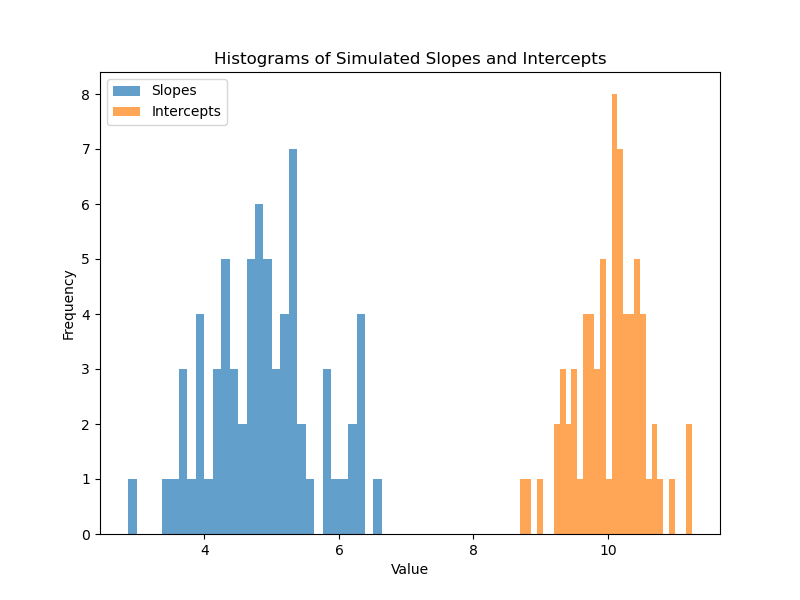 Histograms of Simulated Slopes and Intercepts
Slopes
Intercepts
Frequency
8
7
6
5
4
3
2
1
0
4
6
8
10
Value